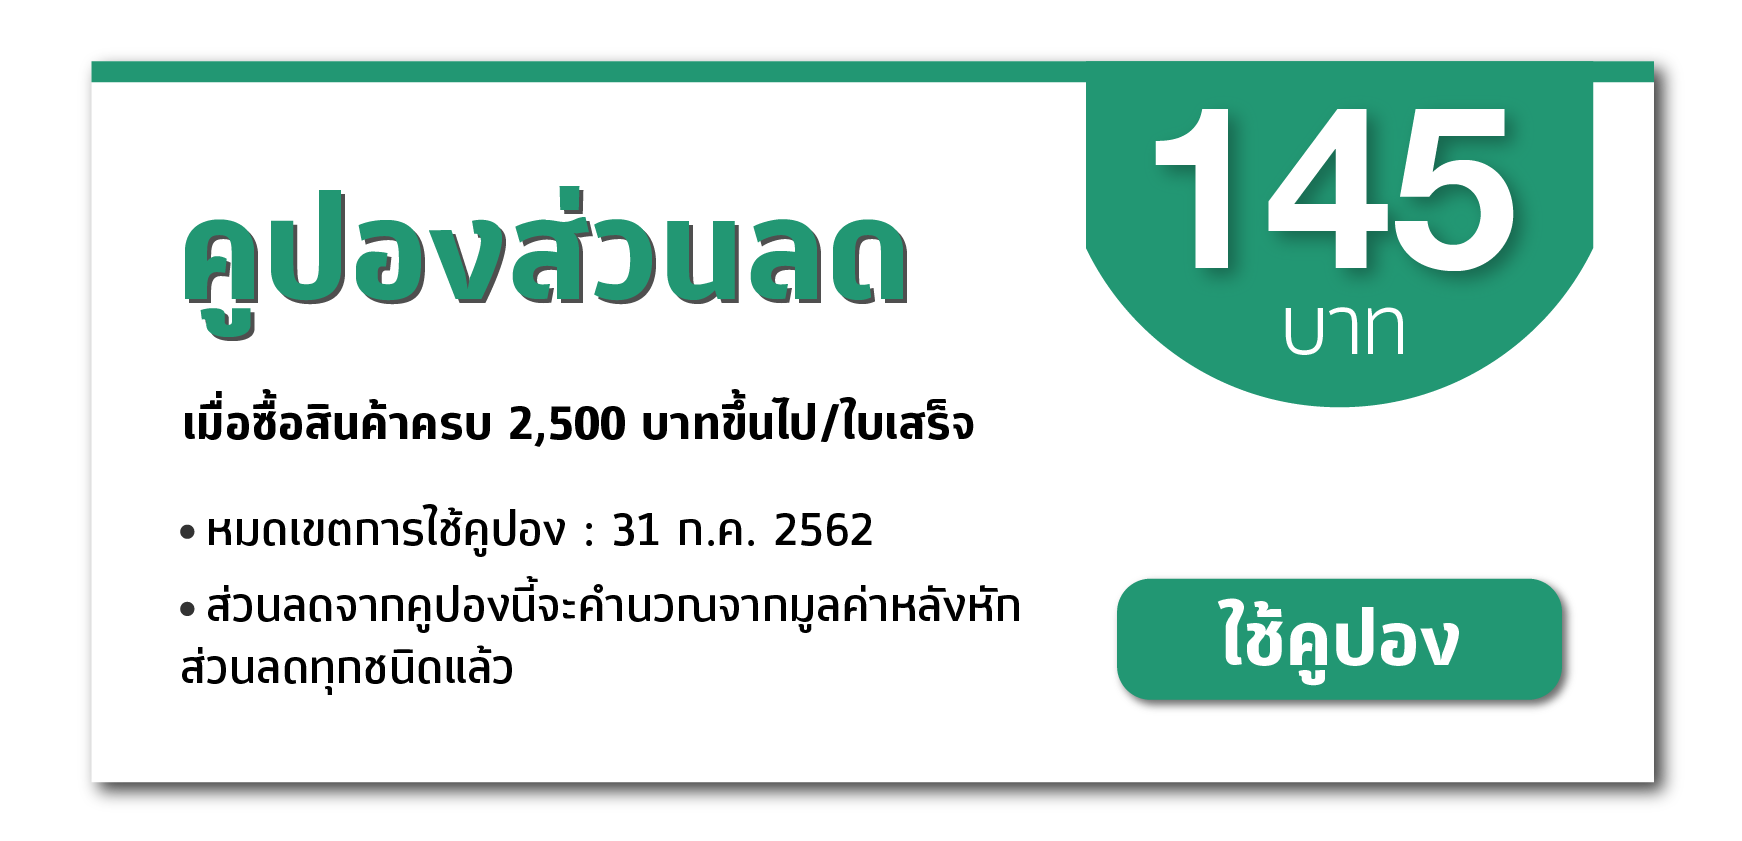 145
บาท
คูปองส่วนลด
เมื่อซื้อสินค้าครบ 2,500 บาทขึ้นไป/ใบเสร็จ
• หมดเขตการใช้คูปอง : 31 ก.ค. 2562
• ส่วนลดจากคูปองนี้จะคำนวณจากมูลค่าหลังหัก
ส่วนลดทุกชนิดแล้ว
ใช้คูปอง